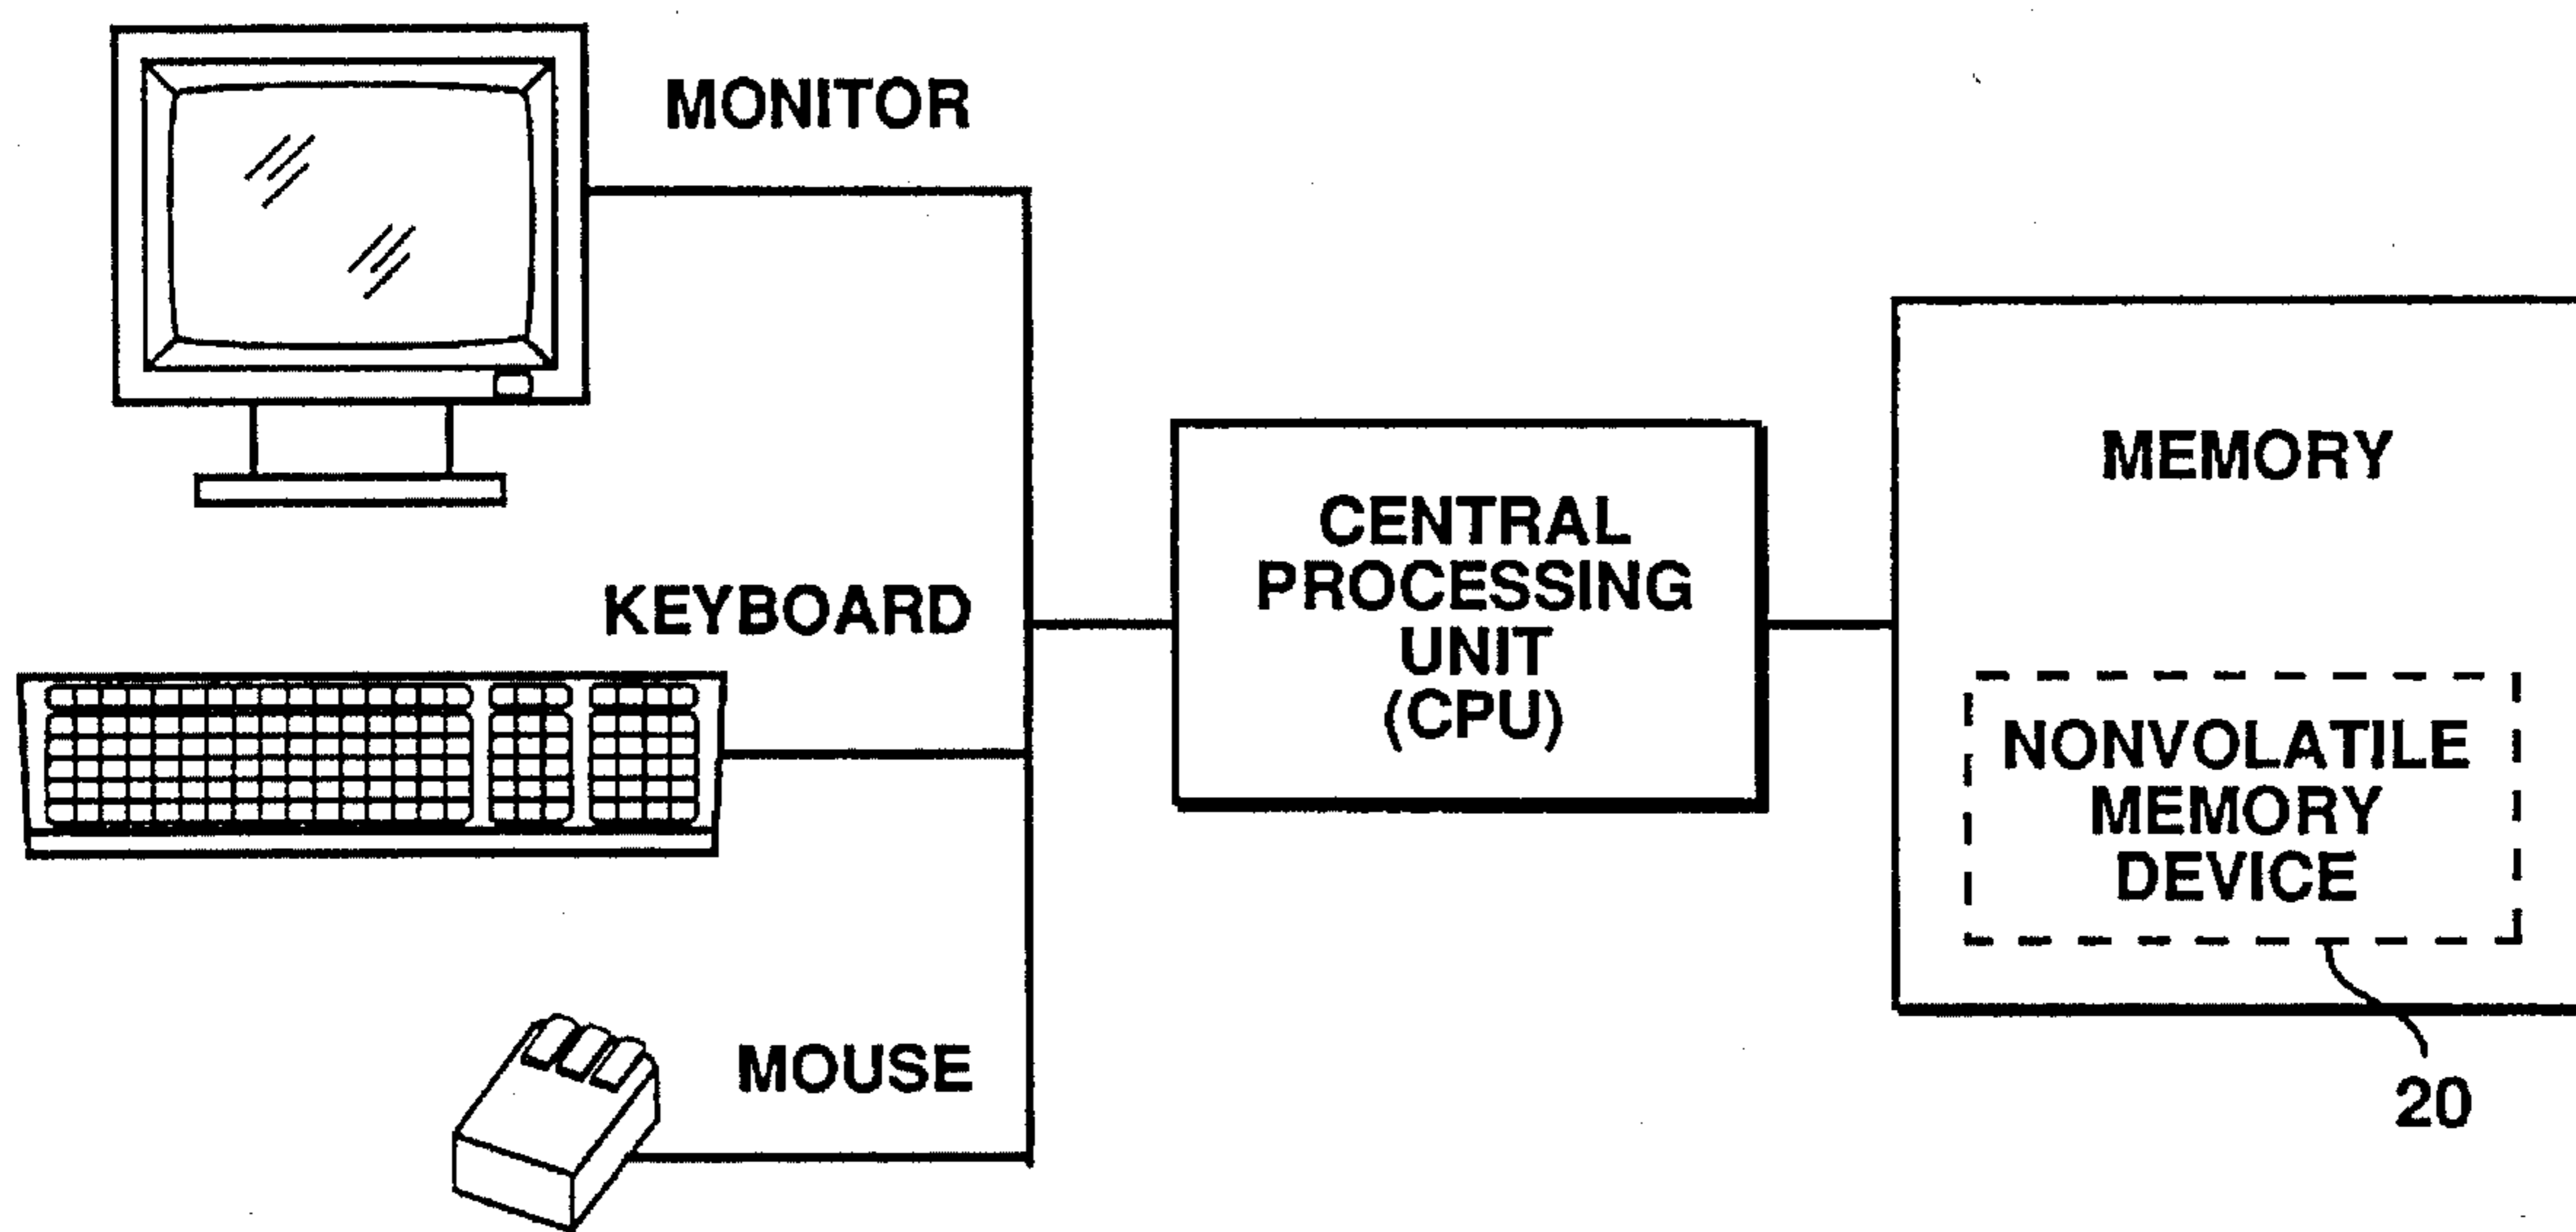 MONITOR
KEYBOARD
MOUSE
CENTRAL
PROCESSING
UNIT
(CPU)
MEMORY
NONVOLATILE
MEMORY
DEVICE
20